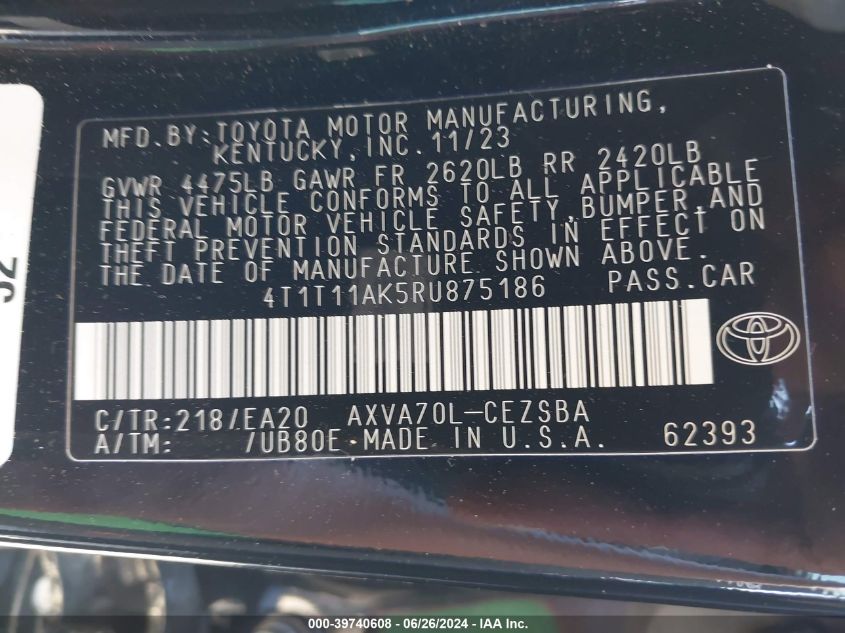 MFD.BY:TOYOTA MOTOR MANUFACTURING,
KENTUCKY,INC.11/23
GVWR 4475LB GAWR FR 2620LB RR 2420LB
THIS VEHICLE CONFORMS TO ALL APPLICABLE
FEDERAL MOTOR VEHICLE SAFETY,BUMPER,AND
THEFT PREVENTION STANDARDS IN EFFECT ON
THE DATE OF MANUFACTURE SHOWN ABOVE.
4T1T11AK5RU875186 PASS.CAR
C/TR:218/EA20 AXVA70L-CEZSBA
A/TM: /UB80E MADE IN U.S.A. 62393
000-39740608 - 06/26/2024 - IAA Inc.